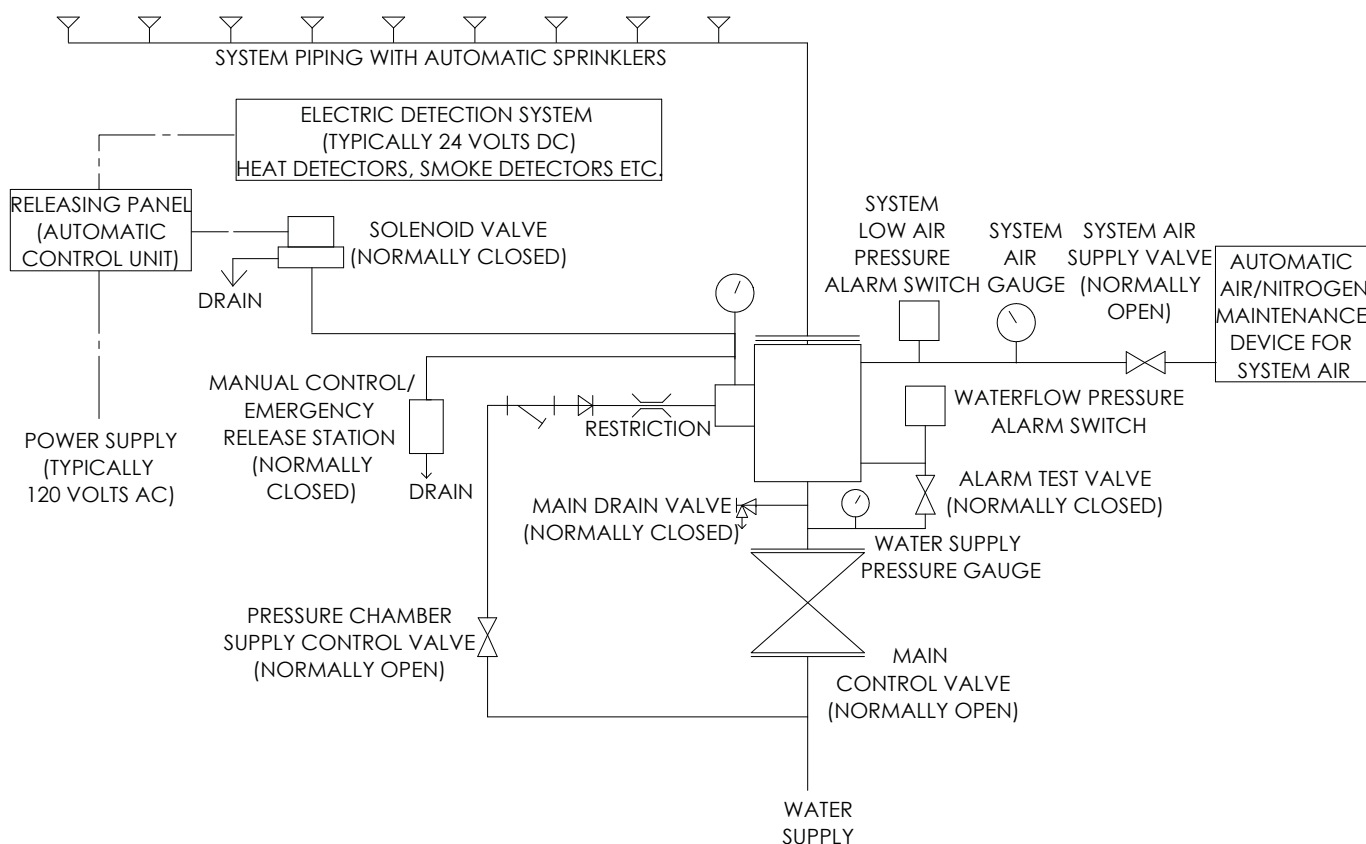 SYSTEM PIPING WITH AUTOMATIC SPRINKLERS
ELECTRIC DETECTION SYSTEM
(TYPICALLY 24 VOLTS DC)
HEAT DETECTORS, SMOKE DETECTORS ETC.
RELEASING PANEL
(AUTOMATIC
CONTROL UNIT)
SOLENOID VALVE
(NORMALLY CLOSED)
DRAIN
SYSTEM
LOW AIR
PRESSURE
ALARM SWITCH
SYSTEM
AIR
GAUGE
SYSTEM AIR
SUPPLY VALVE
(NORMALLY
OPEN)
AUTOMATIC
AIR/NITROGEN
MAINTENANCE
DEVICE FOR
SYSTEM AIR
MANUAL CONTROL/
EMERGENCY
RELEASE STATION
(NORMALLY
CLOSED)
DRAIN
RESTRICTION
WATERFLOW PRESSURE
ALARM SWITCH
POWER SUPPLY
(TYPICALLY
120 VOLTS AC)
MAIN DRAIN VALVE
(NORMALLY CLOSED)
ALARM TEST VALVE
(NORMALLY CLOSED)
WATER SUPPLY
PRESSURE GAUGE
PRESSURE CHAMBER
SUPPLY CONTROL VALVE
(NORMALLY OPEN)
MAIN
CONTROL VALVE
(NORMALLY OPEN)
WATER
SUPPLY